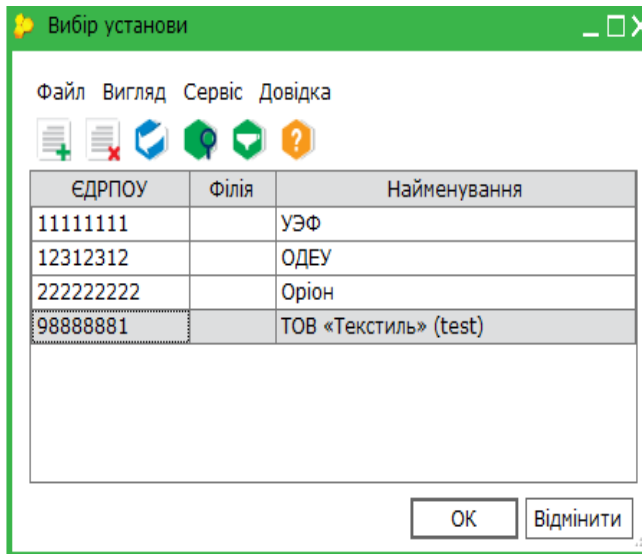 Вибір установи
Файл Вигляд Сервіс Довідка
ЄДРПОУ Філія Найменування
11111111 УЭФ
12312312 ОДЕУ
222222222 Оріон
98888881 ТОВ «Текстиль» (test)
OK Відмінити